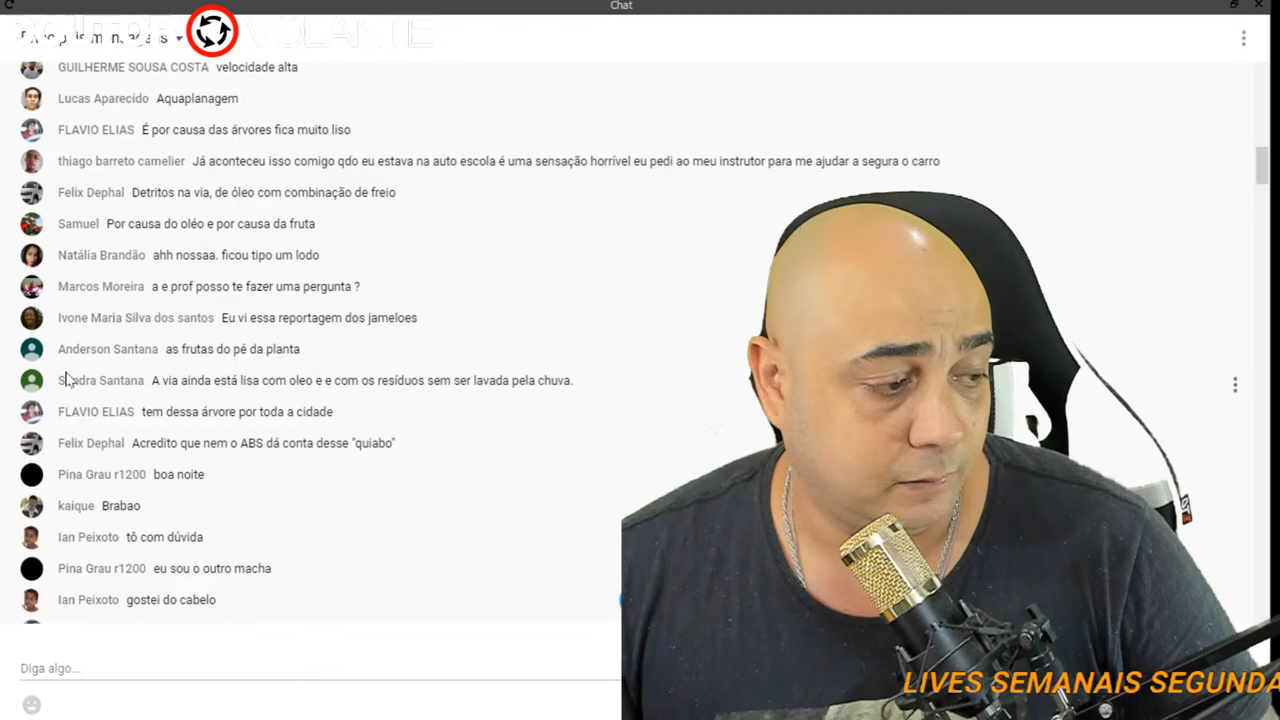 Chat
VOLANTE
GUILHERME SOUSA COSTA velocidade alta
Lucas Aparecido Aquaplanagem
FLAVIO ELIAS É por causa das árvores fica muito liso
thiago barreto camelier Já aconteceu isso comigo qdo eu estava na auto escola é uma sensação horrível eu pedi ao meu instrutor para me ajudar a segura o carro
Felix Dephal Detritos na via, de óleo com combinação de freio
Samuel Por causa do oléo e por causa da fruta
Natália Brandão ahh nossaa. ficou tipo um lodo
Marcos Moreira a e prof posso te fazer uma pergunta ?
Ivone Maria Silva dos santos Eu vi essa reportagem dos jameloes
Anderson Santana as frutas do pé da planta
Santana A via ainda está lisa com oleo e e com os resíduos sem ser lavada pela chuva.
FLAVIO ELIAS tem dessa árvore por toda a cidade
Felix Dephal Acredito que nem o ABS dá conta desse "quiabo"
Pina Grau r1200 boa noite
kaique Brabao
Ian Peixoto tô com dúvida
Pina Grau r1200 eu sou o outro macha
Ian Peixoto gostei do cabelo
Diga algo...
LIVES SEMANAIS SEGUNDA